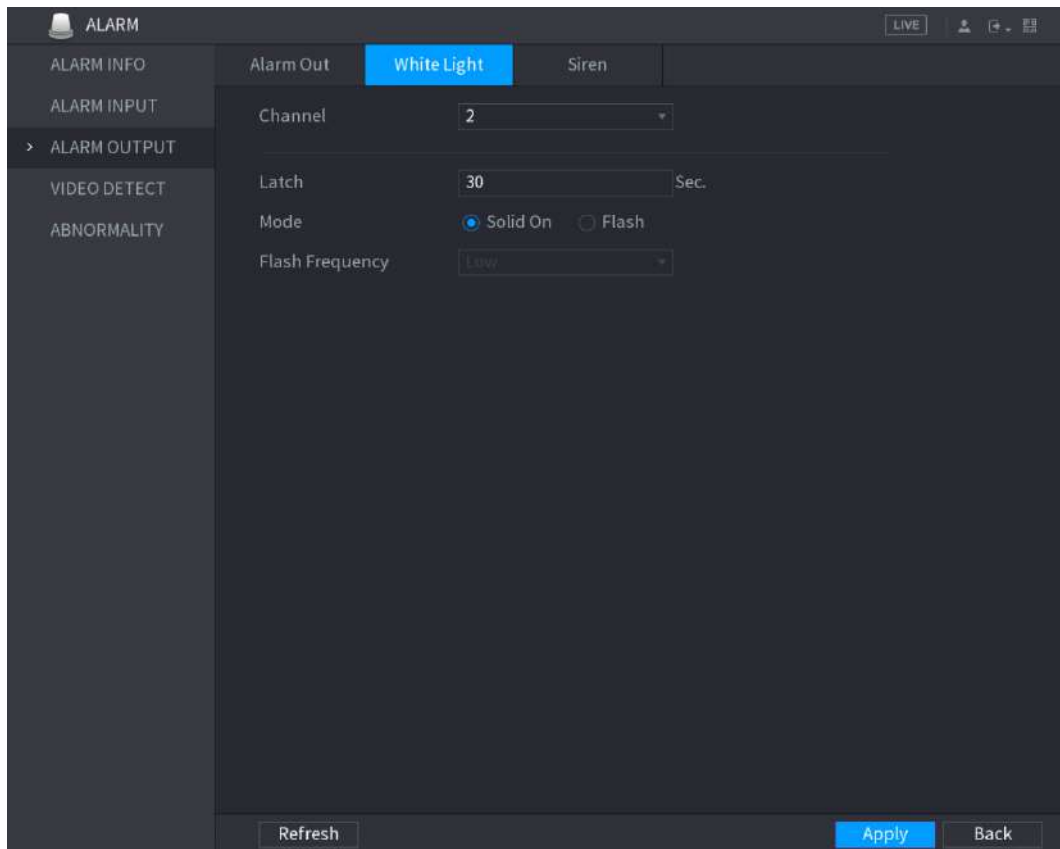 ALARM
LIVE
ALARM INFO
ALARM INPUT
> ALARM OUTPUT
VIDEO DETECT
ABNORMALITY
Alarm Out White Light Siren
Channel 2
Latch 30 Sec.
Mode Solid On Flash
Flash Frequency Low
Refresh Apply Back